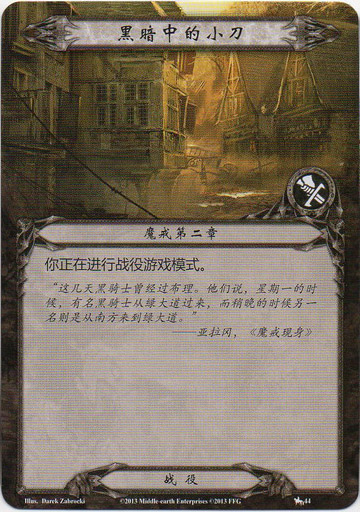 黑暗中的小刀
魔戒第二章
你正在进行战役游戏模式。
“这几天黑骑士曾经过布理。他们说，星期一的时
候，有名黑骑士从绿大道过来，而稍晚的时候另一
名则是从南方来到绿大道。”
——亚拉冈，《魔戒现身》
战役
Illus. Darek Zabrocki ©2013 Middle-earth Enterprises ©2013 FFG 44